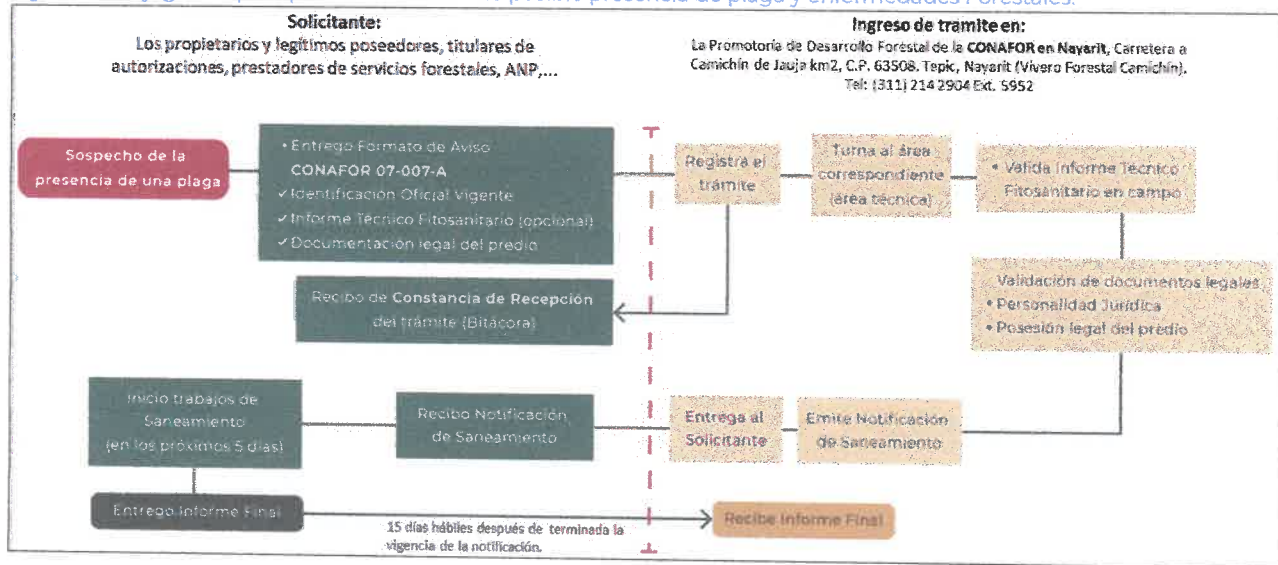 posible presencia de plaga y enfermedades Forestales.
Solicitante:
Los propietarios y legítimos poseedores, titulares de
autorizaciones, prestadores de servicios forestales, ANP,...
Ingreso de tramite en:
La Promotoría de Desarrollo Forestal de la CONAFOR en Nayarit, Carretera a
Camichín de Jauja km2, C.P. 63508. Tepic, Nayarit (Vivero Forestal Camichín).
Tel: (311) 214 2904 Ext. 5952
Sospecho de la
presencia de una plaga
• Entrego Formato de Aviso
CONAFOR 07-007-A
✓ Identificación Oficial Vigente
✓ Informe Técnico Fitosanitario (opcional)
✓ Documentación legal del predio
Registra el
trámite
Turna al área
correspondiente
(área técnica)
• Valida Informe Técnico
Fitosanitario en campo
Recibo de Constancia de Recepción
del trámite (Bitácora)
Validación de documentos legales
• Personalidad Jurídica
• Posesión legal del predio
Inicio trabajos de
Saneamiento
(en los próximos 5 días)
Recibo Notificación
de Saneamiento
Entrega al
Solicitante
Emite Notificación
de Saneamiento
Entrego Informe Final
15 días hábiles después de terminada la
vigencia de la notificación.
Recibe Informe Final